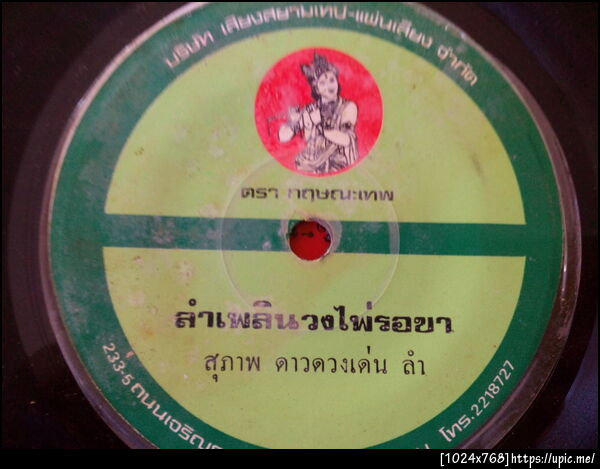 บริษัท เสียงสยามเทป-แผ่นเสียง จำกัด
ตรา กฤษณะเทพ
ลำเพลินวงไพ่รอขา
สุภาพ ดาวดวงเด่น ลำ
233-5 ถนนเจริญ
โทร. 2218727
[1024x768]https://upic.me/